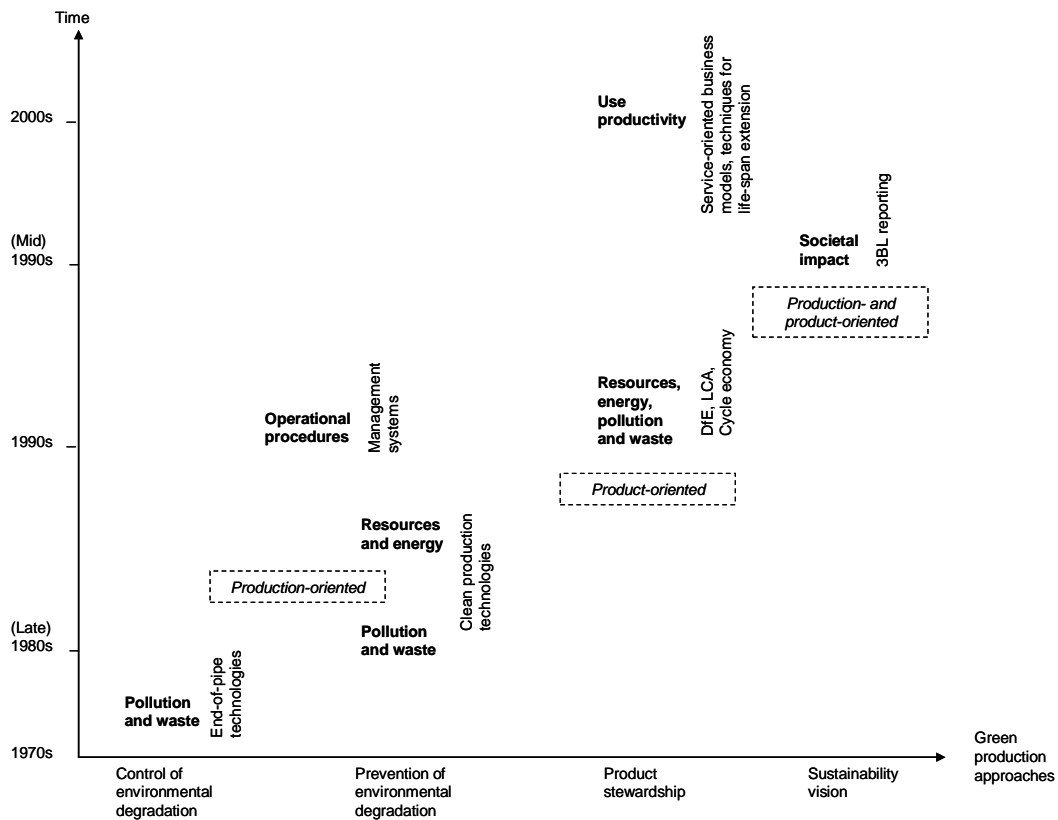 Time
2000s
Use
productivity
Service-oriented business
models, techniques for
life-span extension
(Mid)
1990s
Societal
impact
3BL reporting
Production- and
product-oriented
Operational
procedures
Management
systems
Resources,
energy,
pollution
and waste
DfE, LCA,
Cycle economy
1990s
Product-oriented
Resources
and energy
Clean production
technologies
Production-oriented
(Late)
1980s
Pollution
and waste
Pollution
and waste
End-of-pipe
technologies
1970s
Green
production
approaches
Control of
environmental
degradation
Prevention of
environmental
degradation
Product
stewardship
Sustainability
vision